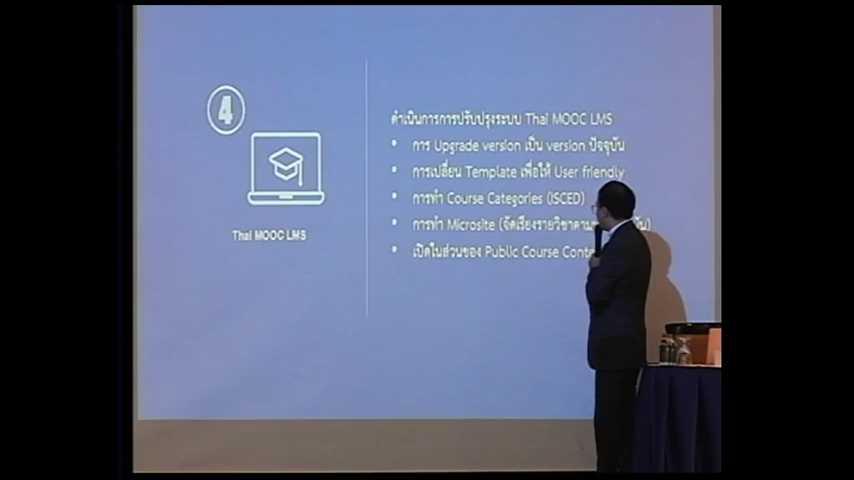 4
Thai MOOC LMS
ดำเนินการการปรับปรุงระบบ Thai MOOC LMS
• การ Upgrade version เป็น version ปัจจุบัน
• การเปลี่ยน Template เพื่อให้ User friendly
• การทำ Course Categories (ISCED)
• การทำ Microsite (จัดเรียงรายวิชาตาม
• เปิดในส่วนของ Public Course